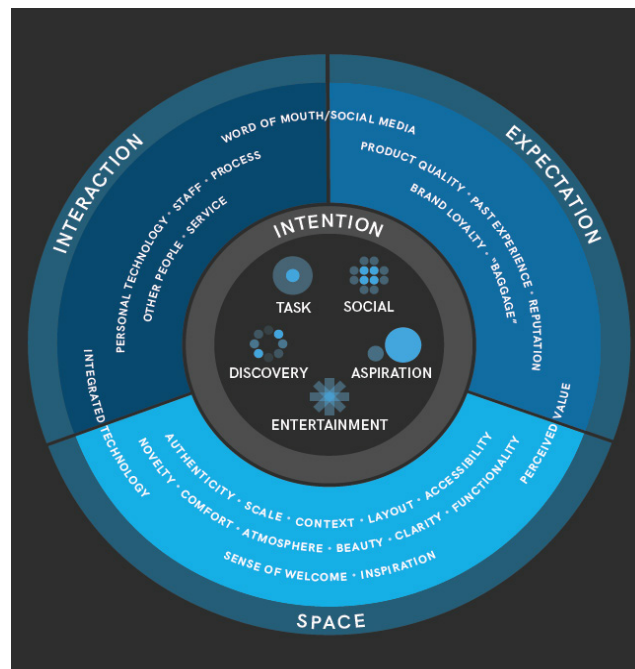 INTERACTION
EXPECTATION
SPACE
WORD OF MOUTH/SOCIAL MEDIA
PERSONAL TECHNOLOGY · STAFF · PROCESS
OTHER PEOPLE · SERVICE
PRODUCT QUALITY · PAST EXPERIENCE · REPUTATION
BRAND LOYALTY · "BAGGAGE"
INTENTION
TASK
SOCIAL
DISCOVERY
ASPIRATION
ENTERTAINMENT
INTEGRATED TECHNOLOGY
PERCEIVED VALUE
AUTHENTICITY · SCALE · CONTEXT · LAYOUT · ACCESSIBILITY
NOVELTY · COMFORT · ATMOSPHERE · BEAUTY · CLARITY · FUNCTIONALITY
SENSE OF WELCOME · INSPIRATION